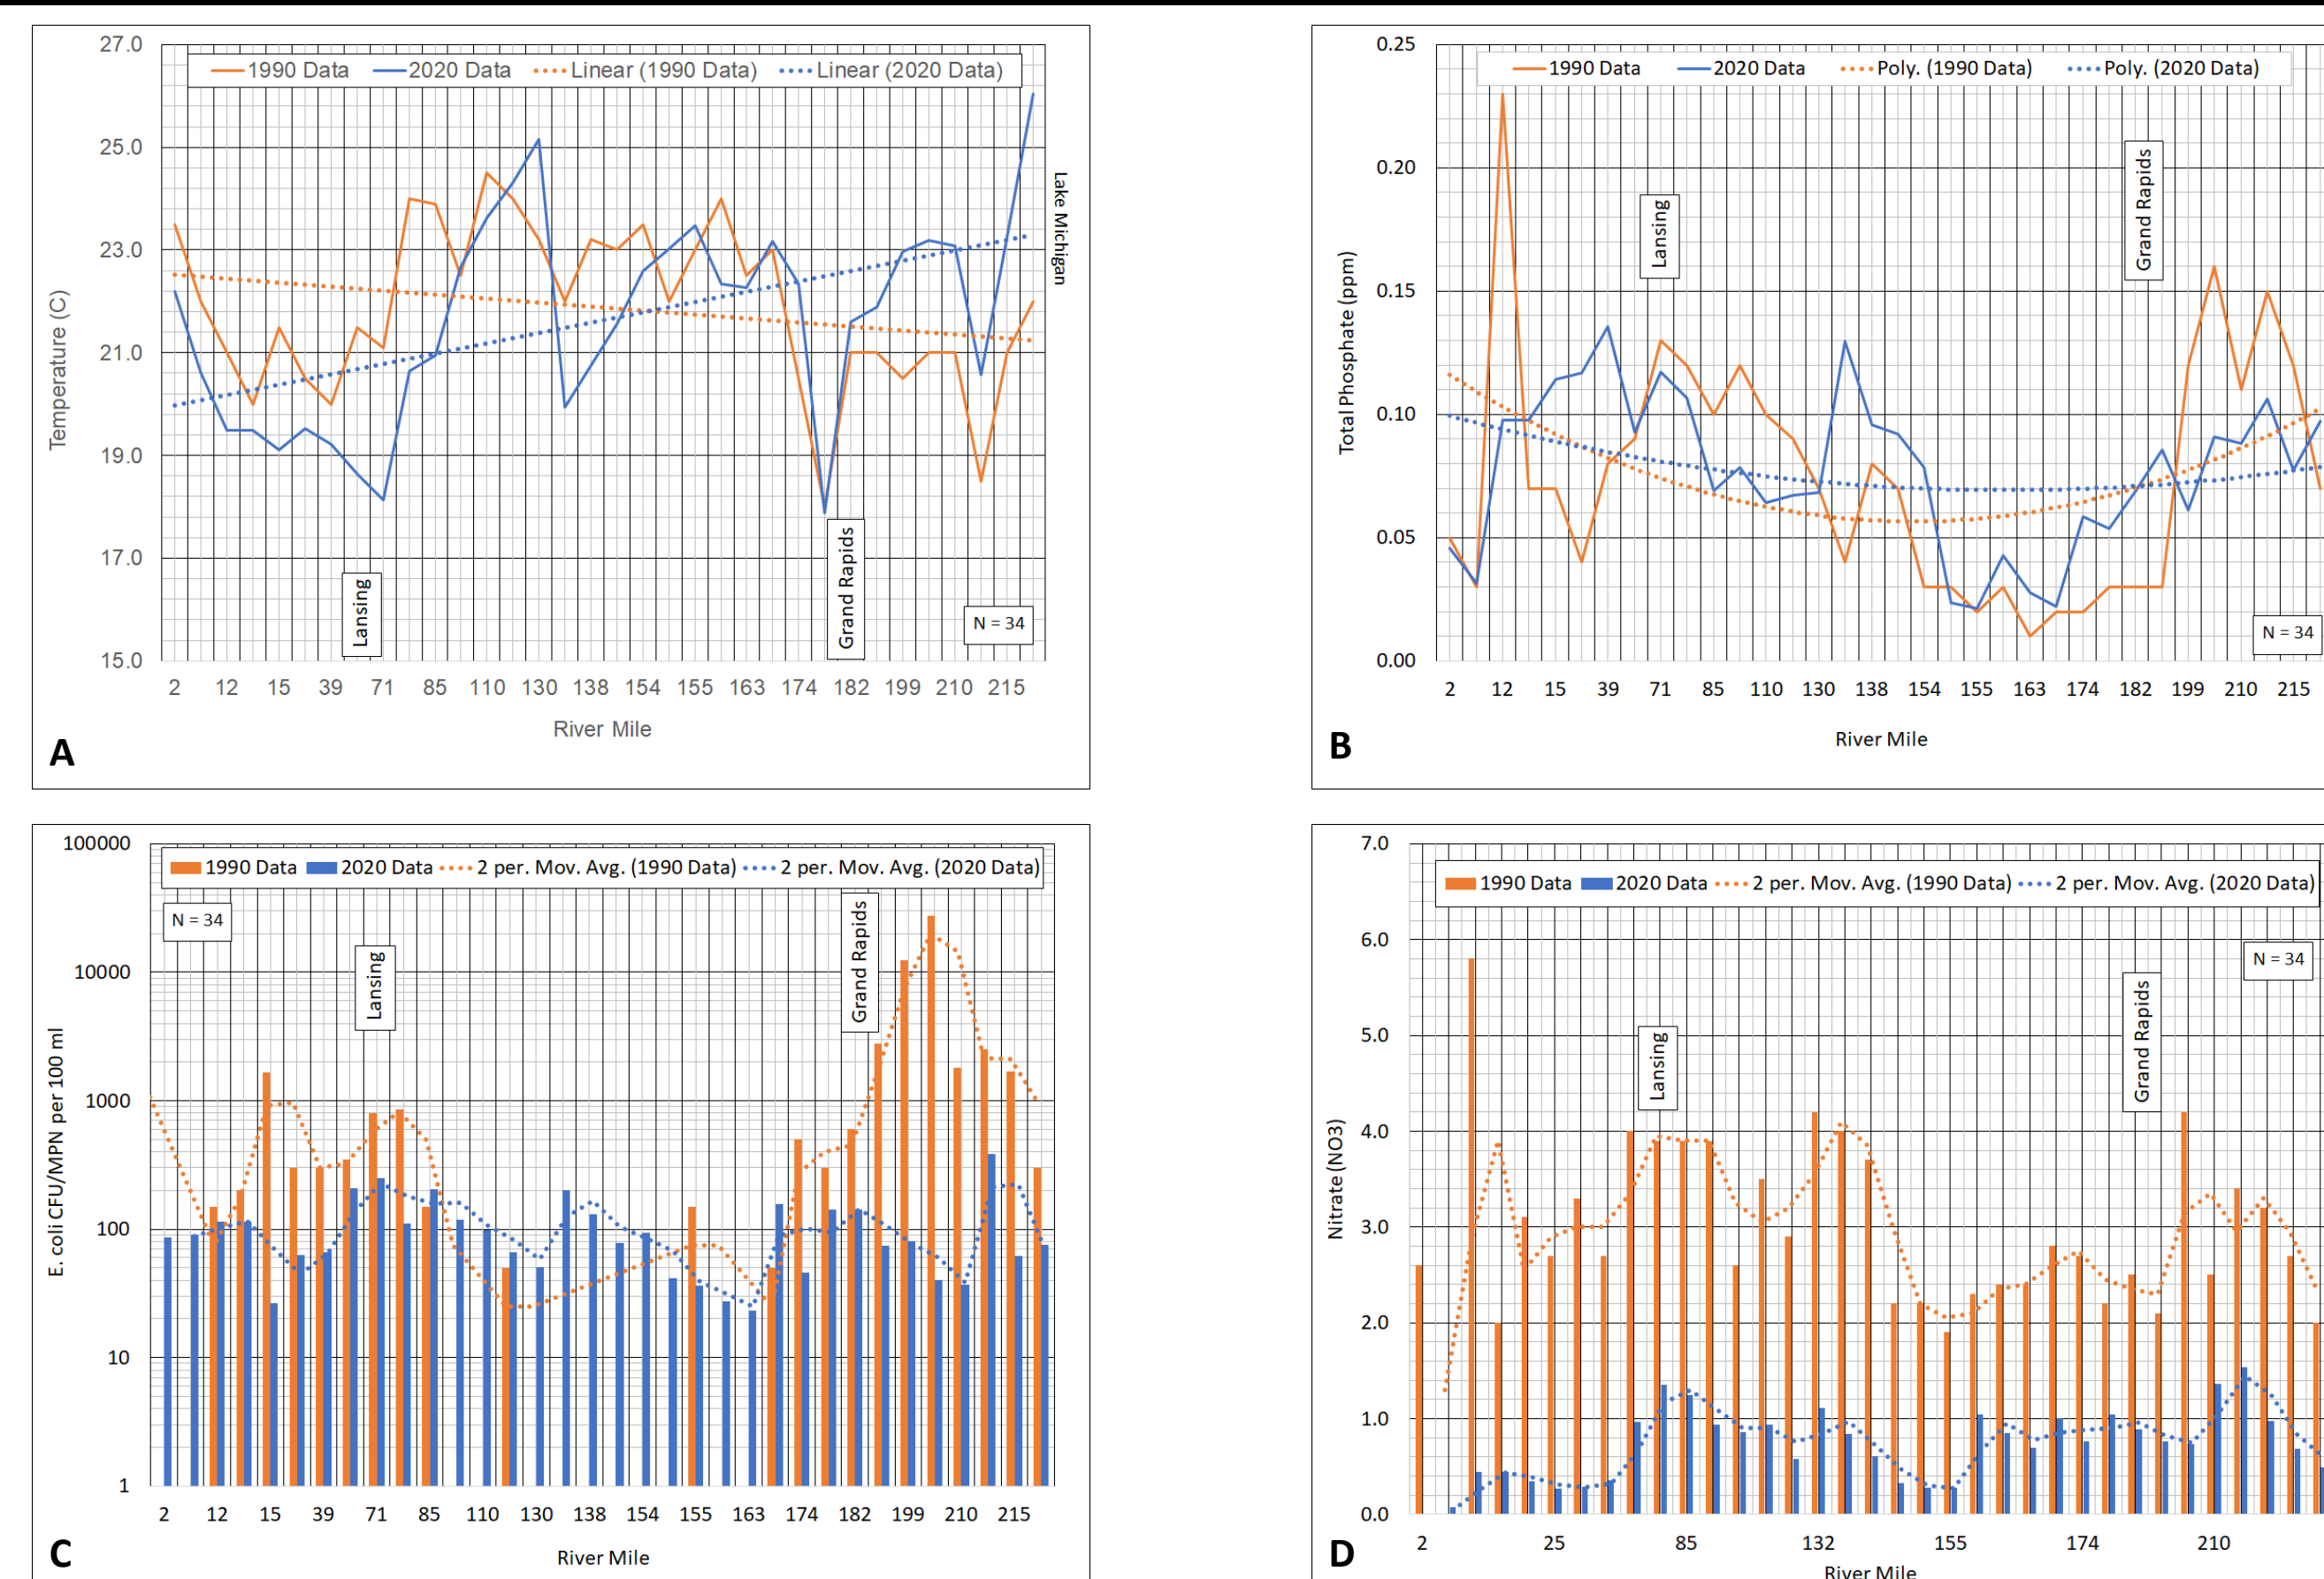 27.0
25.0
23.0
21.0
19.0
17.0
15.0
Temperature (C)
1990 Data 2020 Data Linear (1990 Data) Linear (2020 Data)
Lake Michigan
Lansing
Grand Rapids
N = 34
2 12 15 39 71 85 110 130 138 154 155 163 174 182 199 210 215
River Mile
A
0.25
0.20
0.15
0.10
0.05
0.00
Total Phosphate (ppm)
1990 Data 2020 Data Poly. (1990 Data) Poly. (2020 Data)
Lansing
Grand Rapids
N = 34
2 12 15 39 71 85 110 130 138 154 155 163 174 182 199 210 215
River Mile
B
100000
10000
1000
100
10
1
E. coli CFU/MPN per 100 ml
1990 Data 2020 Data 2 per. Mov. Avg. (1990 Data) 2 per. Mov. Avg. (2020 Data)
N = 34
Lansing
Grand Rapids
2 12 15 39 71 85 110 130 138 154 155 163 174 182 199 210 215
River Mile
C
7.0
6.0
5.0
4.0
3.0
2.0
1.0
0.0
Nitrate (NO3)
1990 Data 2020 Data 2 per. Mov. Avg. (1990 Data) 2 per. Mov. Avg. (2020 Data)
N = 34
Lansing
Grand Rapids
2 25 85 132 155 174 210
River Mile
D